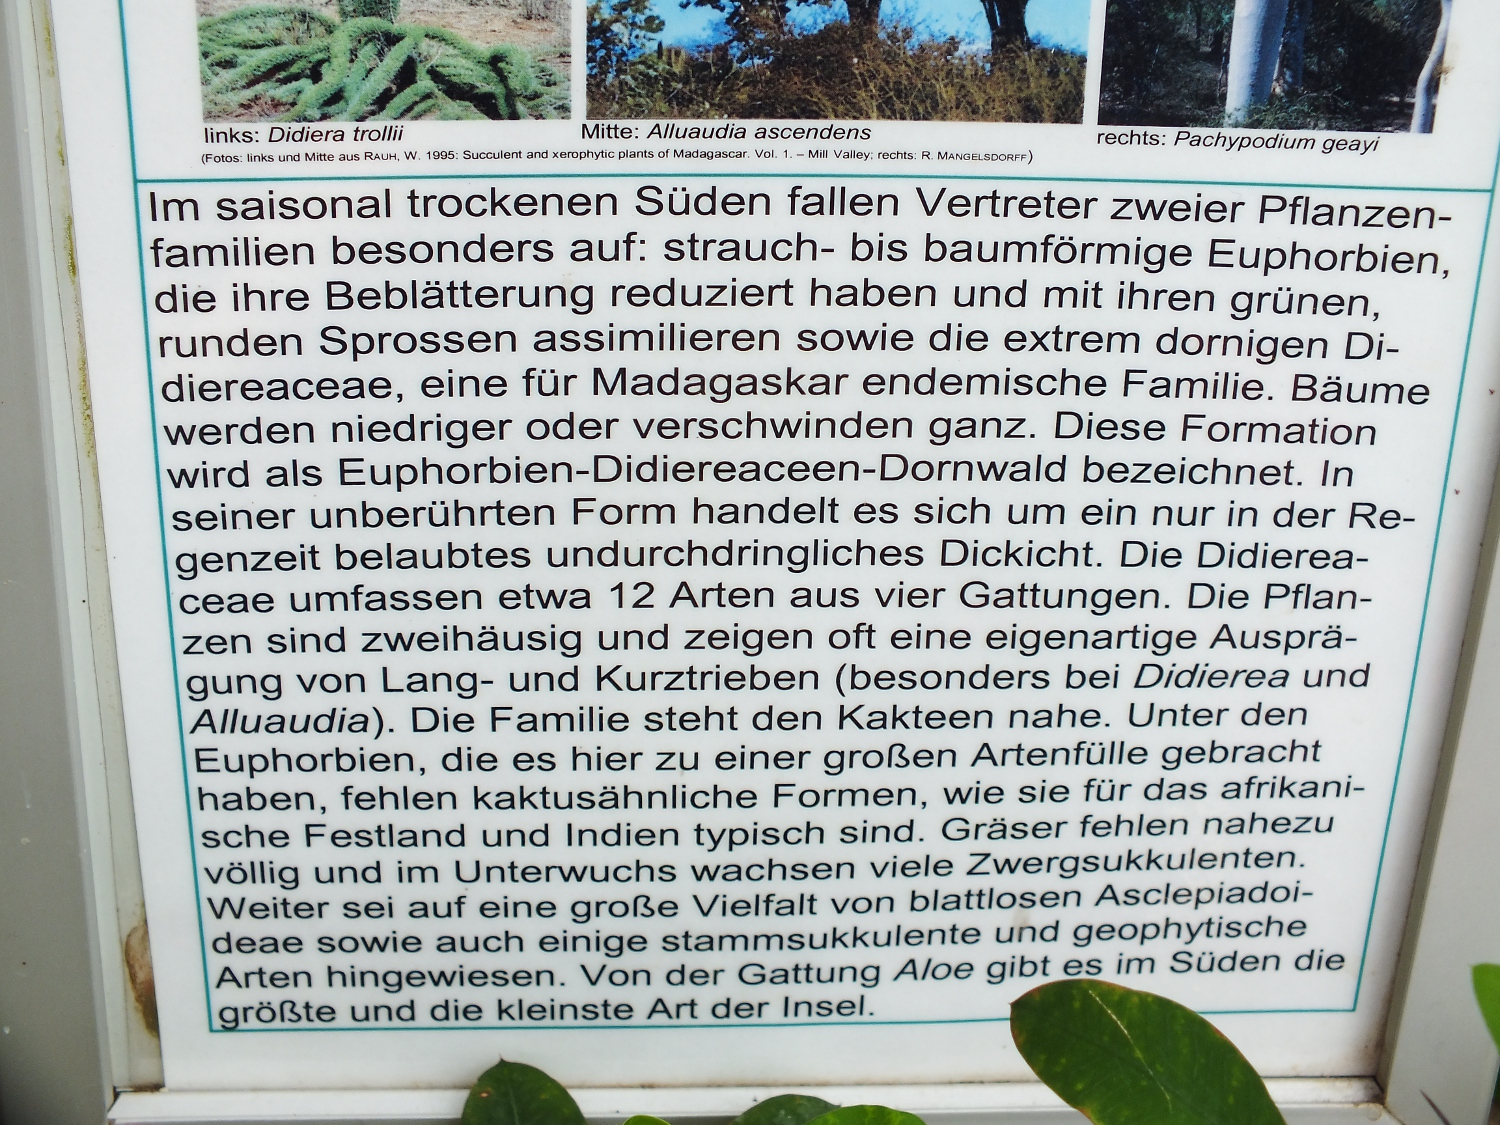 links: Didiera trollii
Mitte: Alluaudia ascendens
rechts: Pachypodium geayi
(Fotos: links und Mitte aus RAUH, W. 1995: Succulent and xerophytic plants of Madagascar. Vol. 1. – Mill Valley; rechts: R. MANGELSDORFF)
Im saisonal trockenen Süden fallen Vertreter zweier Pflanzen-
familien besonders auf: strauch- bis baumförmige Euphorbien,
die ihre Beblätterung reduziert haben und mit ihren grünen,
runden Sprossen assimilieren sowie die extrem dornigen Di-
diereaceae, eine für Madagaskar endemische Familie. Bäume
werden niedriger oder verschwinden ganz. Diese Formation
wird als Euphorbien-Didiereaceen-Dornwald bezeichnet. In
seiner unberührten Form handelt es sich um ein nur in der Re-
genzeit belaubtes undurchdringliches Dickicht. Die Didierea-
ceae umfassen etwa 12 Arten aus vier Gattungen. Die Pflan-
zen sind zweihäusig und zeigen oft eine eigenartige Ausprä-
gung von Lang- und Kurztrieben (besonders bei Didierea und
Alluaudia). Die Familie steht den Kakteen nahe. Unter den
Euphorbien, die es hier zu einer großen Artenfülle gebracht
haben, fehlen kaktusähnliche Formen, wie sie für das afrikani-
sche Festland und Indien typisch sind. Gräser fehlen nahezu
völlig und im Unterwuchs wachsen viele Zwergsukkulenten.
Weiter sei auf eine große Vielfalt von blattlosen Asclepiadoi-
deae sowie auch einige stammsukkulente und geophytische
Arten hingewiesen. Von der Gattung Aloe gibt es im Süden die
größte und die kleinste Art der Insel.